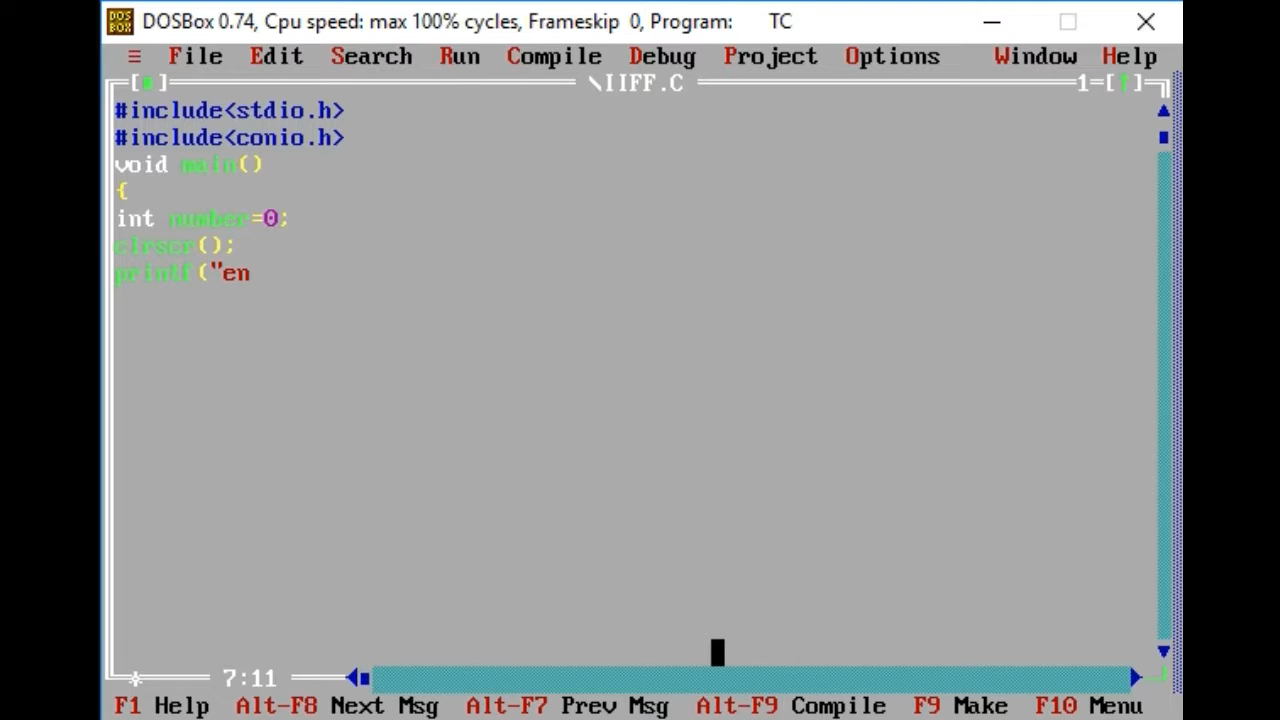 DOSBox 0.74, Cpu speed: max 100% cycles, Frameskip 0, Program: TC
≡ File Edit Search Run Compile Debug Project Options Window Help
\IIFF.C 1
#include<stdio.h>
#include<conio.h>
void main()
{
int number=0;
clrscr();
printf("en
7:11
F1 Help Alt-F8 Next Msg Alt-F7 Prev Msg Alt-F9 Compile F9 Make F10 Menu